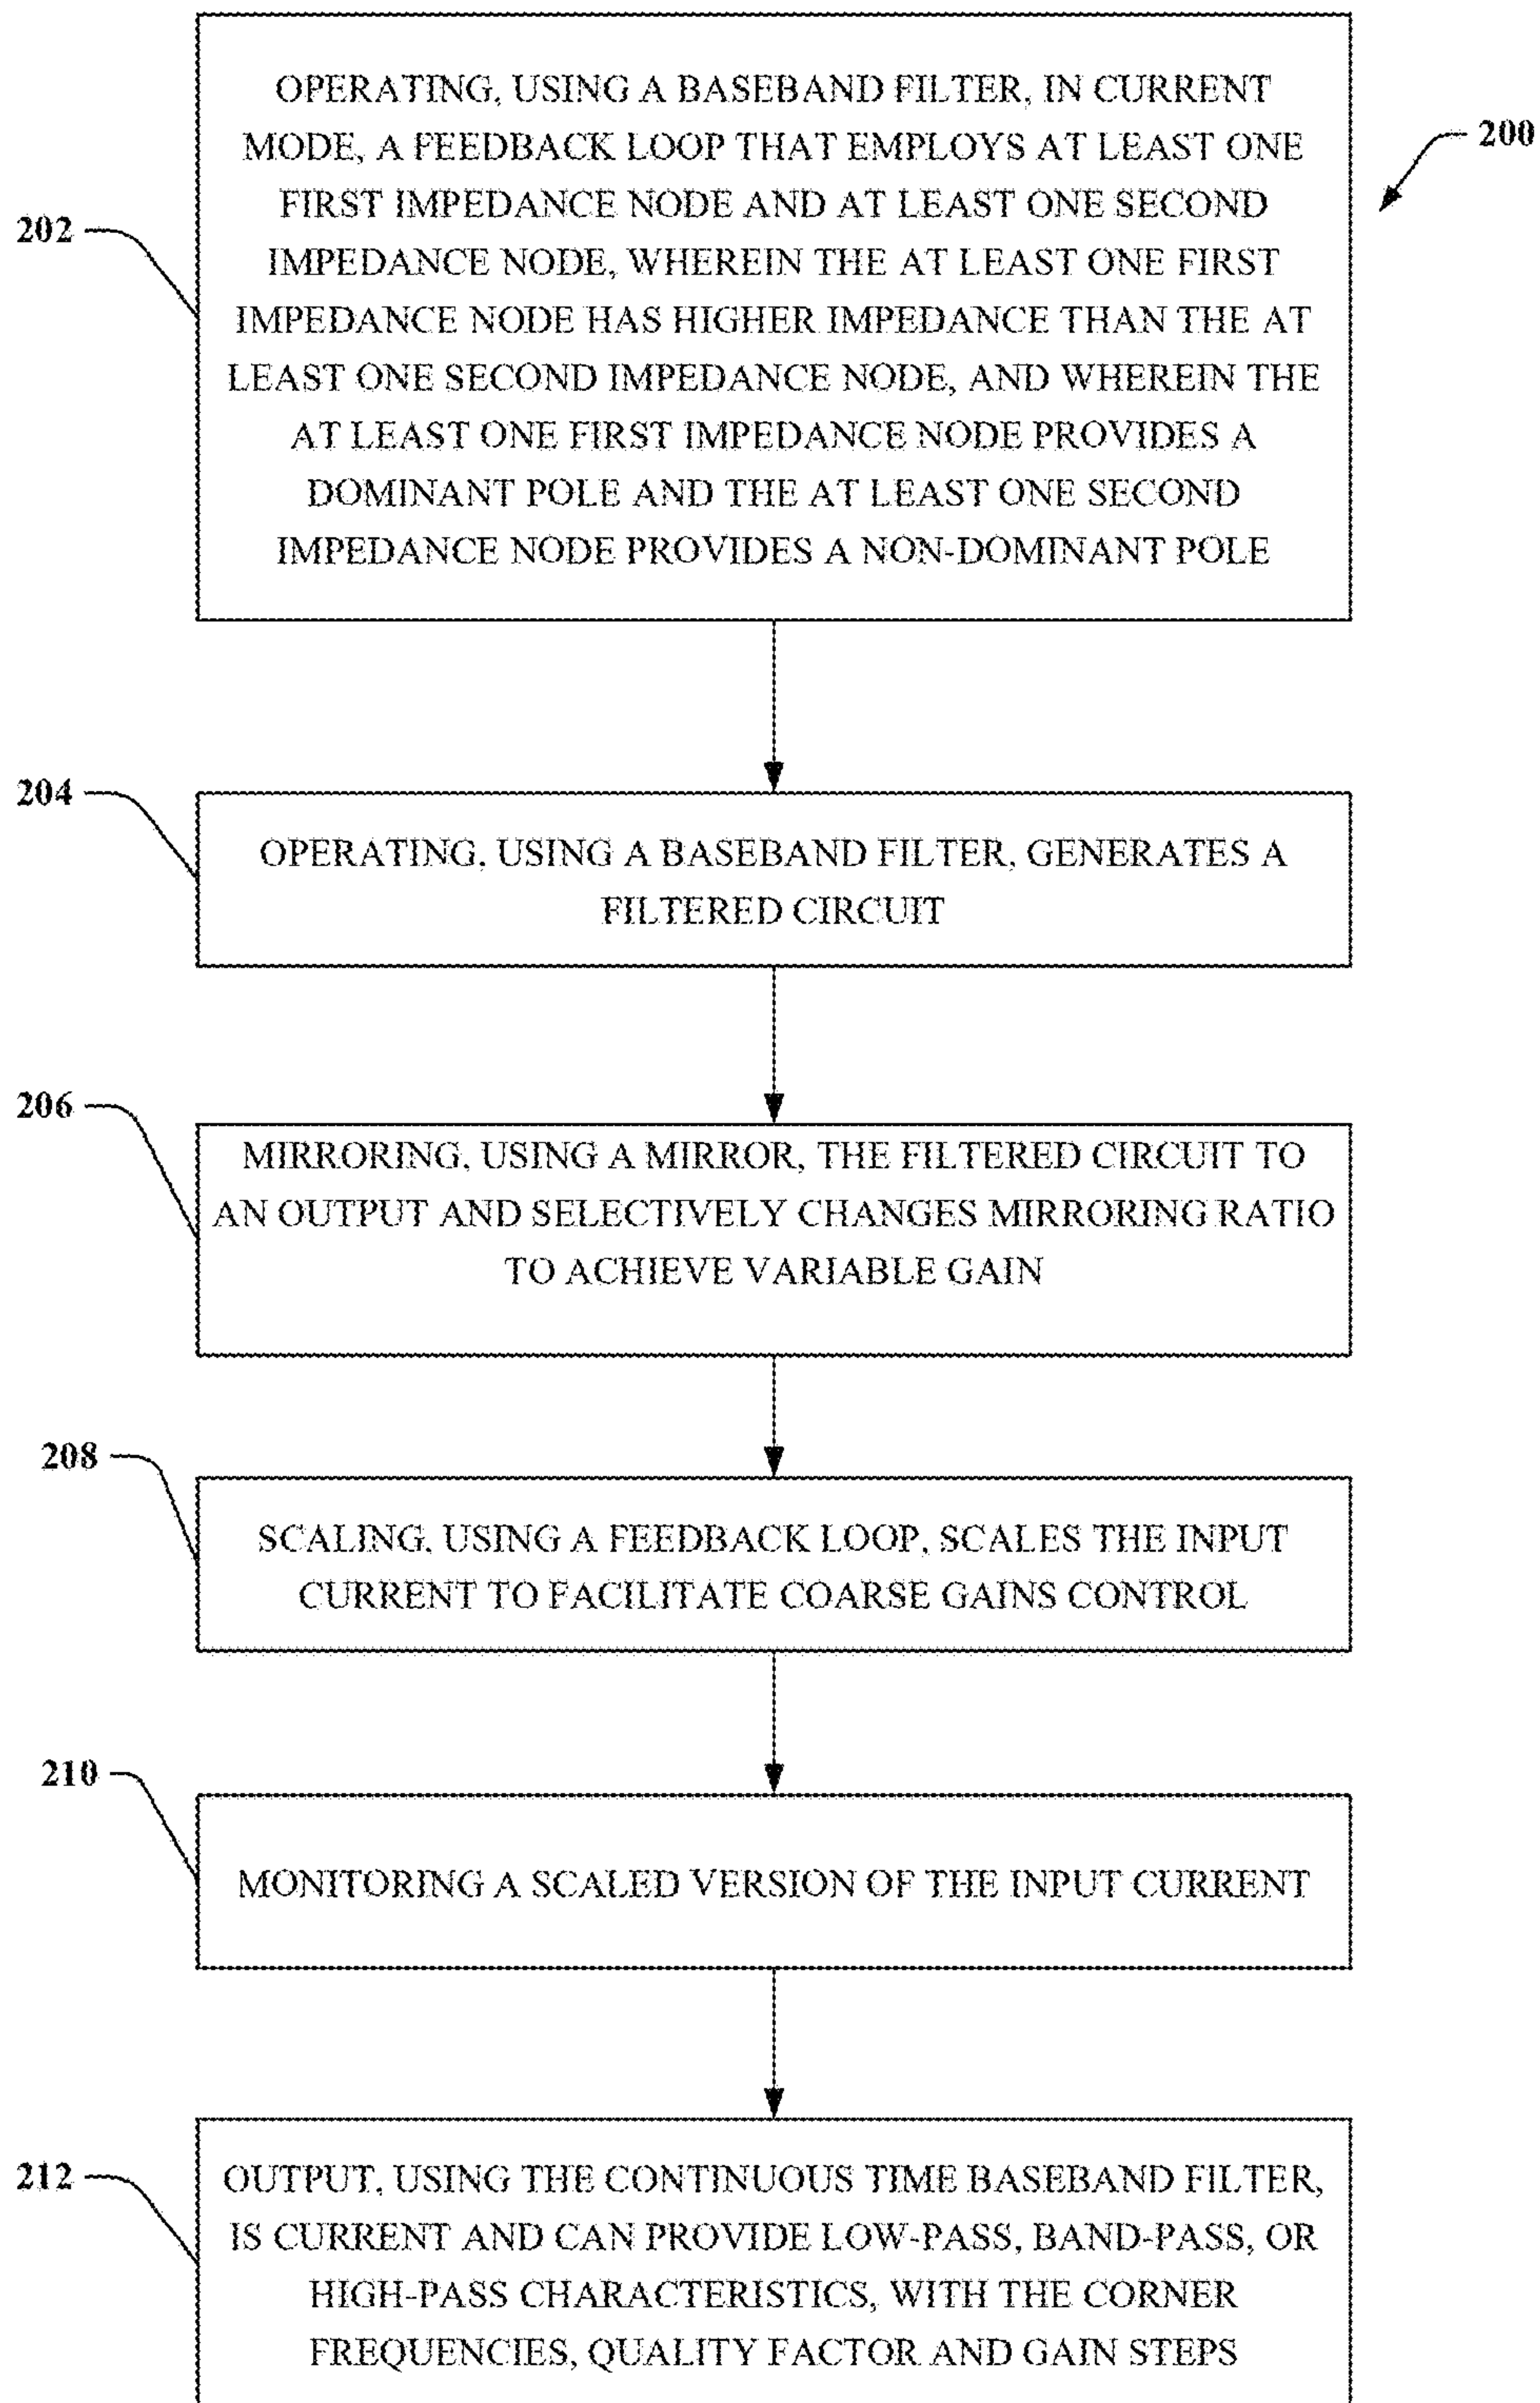 OPERATING, USING A BASEBAND FILTER, IN CURRENT
MODE, A FEEDBACK LOOP THAT EMPLOYS AT LEAST ONE
FIRST IMPEDANCE NODE AND AT LEAST ONE SECOND
IMPEDANCE NODE, WHEREIN THE AT LEAST ONE FIRST
IMPEDANCE NODE HAS HIGHER IMPEDANCE THAN THE AT
LEAST ONE SECOND IMPEDANCE NODE, AND WHEREIN THE
AT LEAST ONE FIRST IMPEDANCE NODE PROVIDES A
DOMINANT POLE AND THE AT LEAST ONE SECOND
IMPEDANCE NODE PROVIDES A NON-DOMINANT POLE
200
202
204
OPERATING, USING A BASEBAND FILTER, GENERATES A
FILTERED CIRCUIT
206
MIRRORING, USING A MIRROR, THE FILTERED CIRCUIT TO
AN OUTPUT AND SELECTIVELY CHANGES MIRRORING RATIO
TO ACHIEVE VARIABLE GAIN
208
SCALING, USING A FEEDBACK LOOP, SCALES THE INPUT
CURRENT TO FACILITATE COARSE GAINS CONTROL
210
MONITORING A SCALED VERSION OF THE INPUT CURRENT
212
OUTPUT, USING THE CONTINUOUS TIME BASEBAND FILTER,
IS CURRENT AND CAN PROVIDE LOW-PASS, BAND-PASS, OR
HIGH-PASS CHARACTERISTICS, WITH THE CORNER
FREQUENCIES, QUALITY FACTOR AND GAIN STEPS